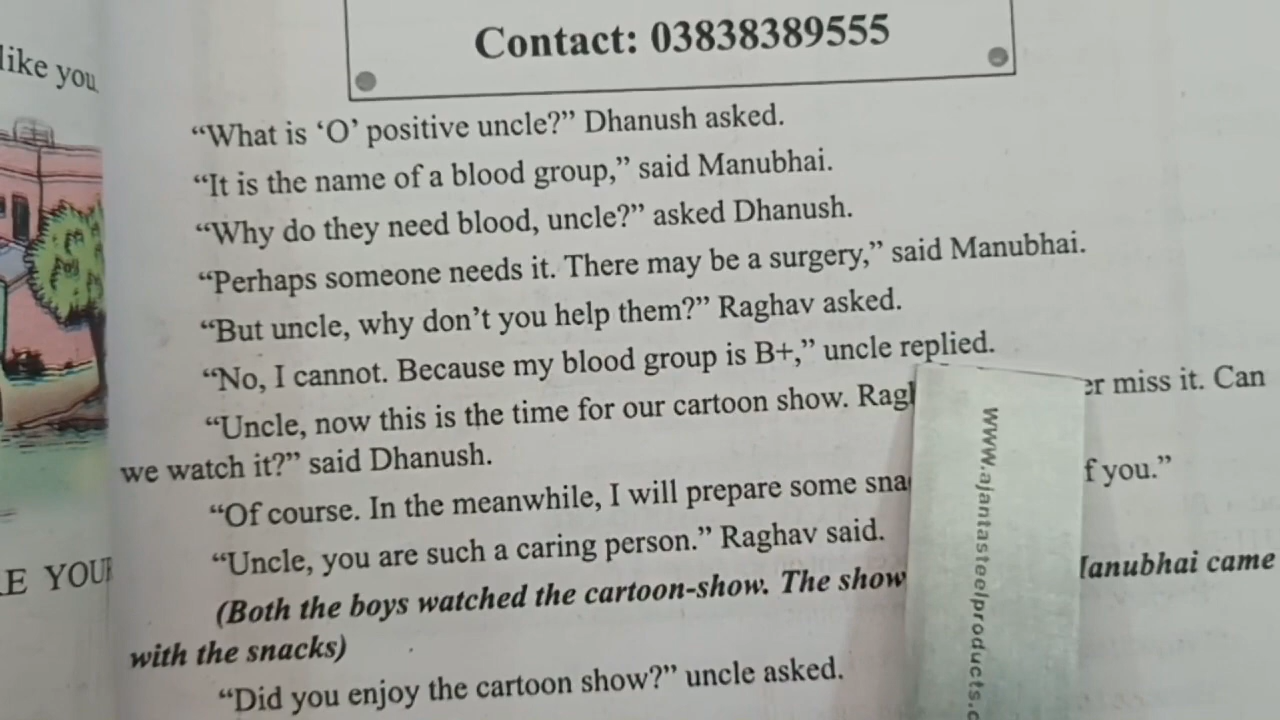 like you
Contact: 03838389555
“What is ‘O’ positive uncle?” Dhanush asked.
“It is the name of a blood group,” said Manubhai.
“Why do they need blood, uncle?” asked Dhanush.
“Perhaps someone needs it. There may be a surgery,” said Manubhai.
“But uncle, why don’t you help them?” Raghav asked.
“No, I cannot. Because my blood group is B+,” uncle replied.
“Uncle, now this is the time for our cartoon show. miss it. Can
we watch it?” said Dhanush.
“Of course. In the meanwhile, I will prepare some you.”
“Uncle, you are such a caring person.” Raghav said.
(Both the boys watched the cartoon-show. The show came
with the snacks)
“Did you enjoy the cartoon show?” uncle asked.
www.ajantasteelproducts.c